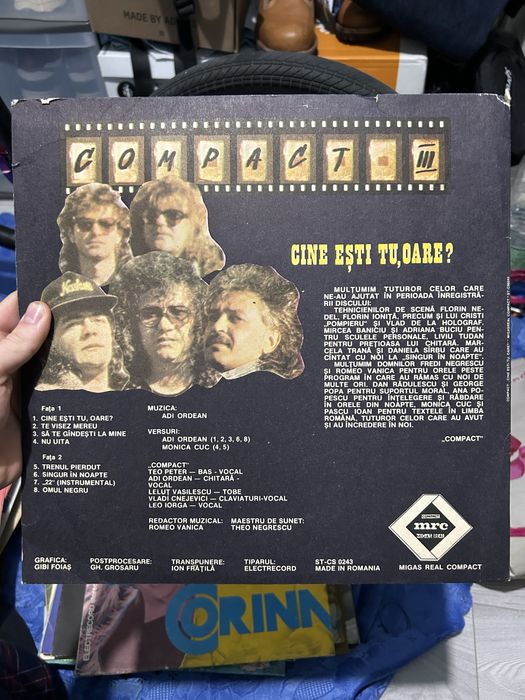 MADE BY AD
COMPACT III
CINE EȘTI TU,OARE?
MULȚUMIM TUTUROR CELOR CARE
NE-AU AJUTAT ÎN PERIOADA ÎNREGISTRĂ-
RII DISCULUI:
TEHNICIENILOR DE SCENĂ FLORIN NE-
DEL, FLORIN IONIȚĂ, PRECUM ȘI LUI CRISTI
„POMPIERU" ȘI VLAD DE LA HOLOGRAF,
MIRCEA BANICIU ȘI ADRIANA BUCIU PEN-
TRU SCULELE PERSONALE, LIVIU TUDAN
PENTRU PREȚIOASA LUI CHITARĂ, MAR-
CELA TRANĂ ȘI DANIELA SÎRBU CARE AU
CÎNTAT CU NOI LA „SINGUR ÎN NOAPTE".
MULȚUMIM DOMNILOR FREDI NEGRESCU
ȘI ROMEO VANICA PENTRU ORELE PESTE
PROGRAM ÎN CARE AU RĂMAS CU NOI DE
MULTE ORI, DAN RĂDULESCU ȘI GEORGE
POPA PENTRU SUPORTUL MORAL, ANA PO-
PESCU PENTRU ÎNȚELEGERE ȘI RĂBDARE
ÎN ORELE DIN NOAPTE, MONICA CUC ȘI
PASCU IOAN PENTRU TEXTELE ÎN LIMBA
ROMÂNĂ, TUTUROR CELOR CARE AU AVUT
ȘI AU ÎNCREDERE ÎN NOI.
„COMPACT"
Fața 1
1. CINE EȘTI TU, OARE?
2. TE VISEZ MEREU
3. SĂ TE GÎNDEȘTI LA MINE
4. NU UITA
Fața 2
5. TRENUL PIERDUT
6. SINGUR ÎN NOAPTE
7. „22" (INSTRUMENTAL)
8. OMUL NEGRU
MUZICA:
ADI ORDEAN
VERSURI:
ADI ORDEAN (1, 2, 3, 6, 8)
MONICA CUC (4, 5)
„COMPACT"
TEO PETER — BAS - VOCAL
ADI ORDEAN — CHITARĂ -
VOCAL
LELUȚ VASILESCU — TOBE
VLADI CNEJEVICI — CLAVIATURI-VOCAL
LEO IORGA — VOCAL
REDACTOR MUZICAL:
ROMEO VANICA
MAESTRU DE SUNET:
THEO NEGRESCU
COMPACT
mrc
MIGAS REAL
GRAFICA:
GIBI FOIAȘ
POSTPROCESARE:
GH. GROSARU
TRANSPUNERE:
ION FRĂȚILĂ
TIPARUL
ELECTRECORD
ST-CS 0243
MADE IN ROMANIA
MIGAS REAL COMPACT
ELECTRECORD
CORINA